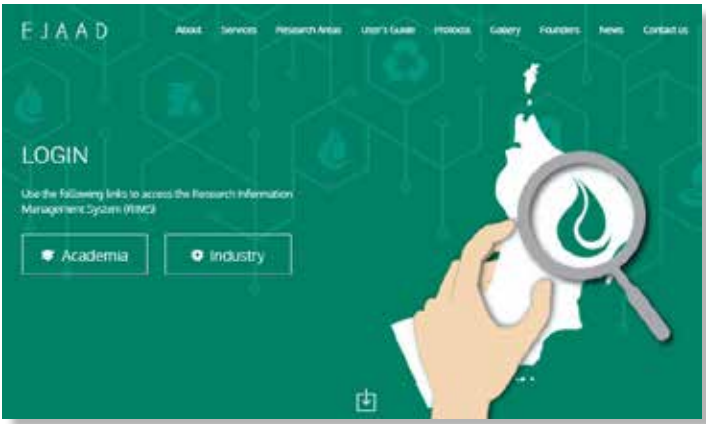 EJAAD
About Services Research Areas User's Guide Protocols Gallery Founders News Contact us
LOGIN
Use the following links to access the Research Information
Management System (RIMS)
Academia
Industry